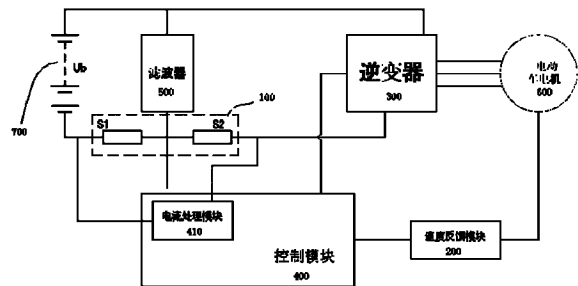 Ub
700
滤波器
500
S1
S2
100
逆变器
300
电动
车电机
600
电流处理模块
410
控制模块
400
速度反馈模块
200